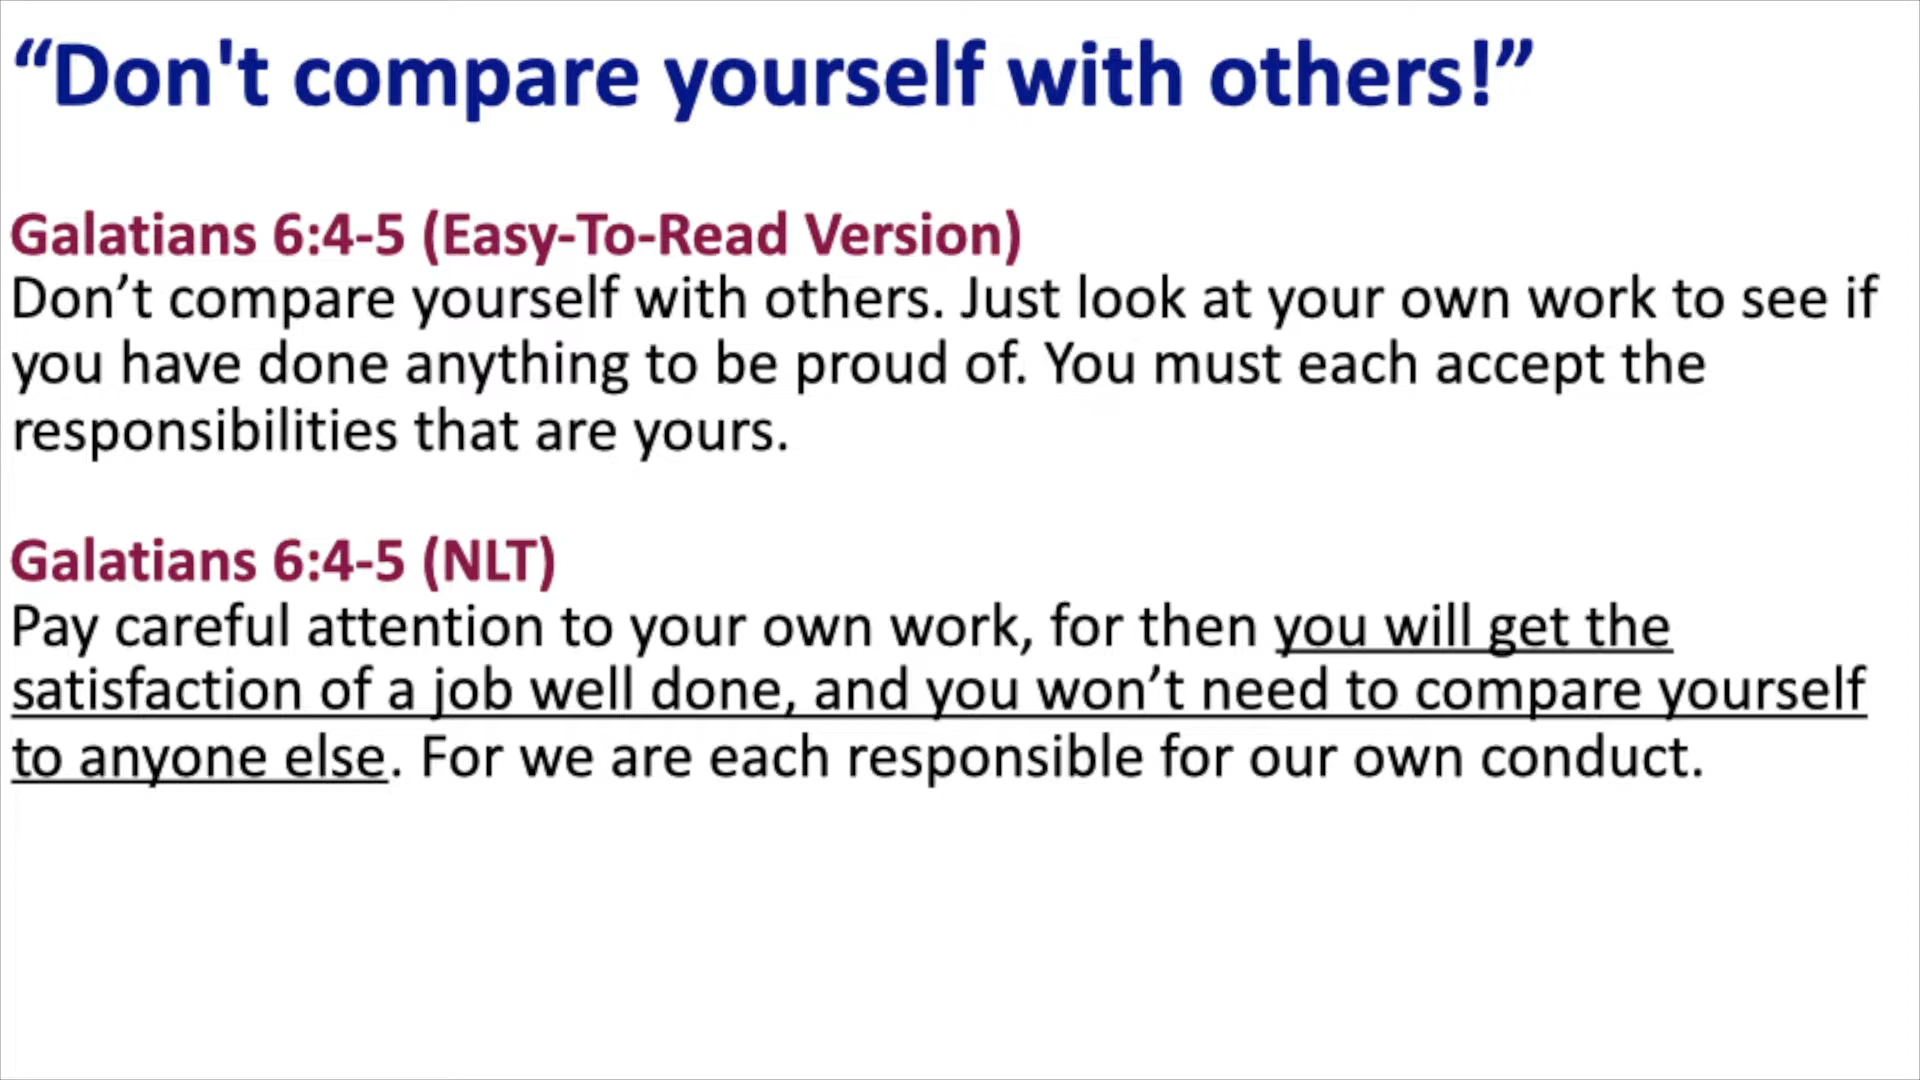 “Don't compare yourself with others!”
Galatians 6:4-5 (Easy-To-Read Version)
Don’t compare yourself with others. Just look at your own work to see if
you have done anything to be proud of. You must each accept the
responsibilities that are yours.
Galatians 6:4-5 (NLT)
Pay careful attention to your own work, for then you will get the
satisfaction of a job well done, and you won’t need to compare yourself
to anyone else. For we are each responsible for our own conduct.